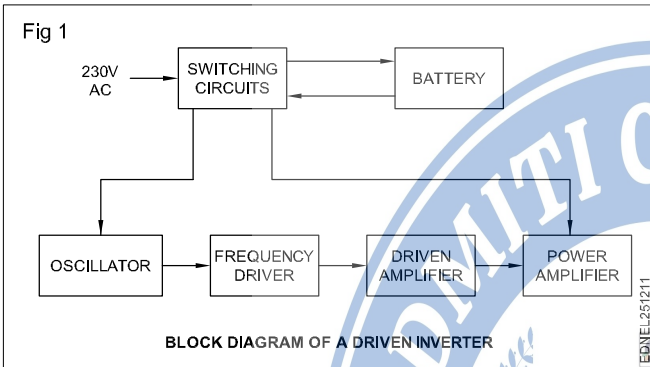 Fig 1
230V
AC
SWITCHING
CIRCUITS
BATTERY
OSCILLATOR
FREQUENCY
DRIVER
DRIVEN
AMPLIFIER
POWER
AMPLIFIER
BLOCK DIAGRAM OF A DRIVEN INVERTER
EDNEL251211
DMITI O